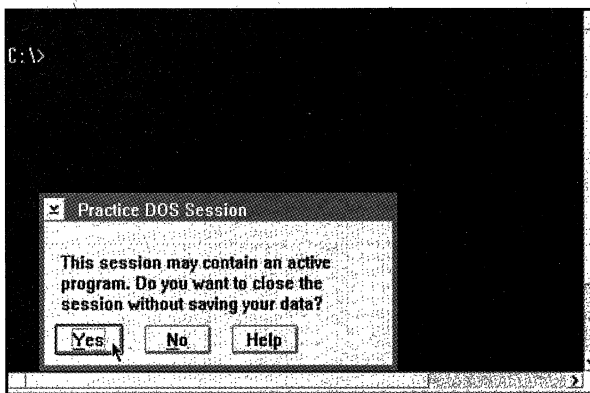 C:\>
Practice DOS Session
This session may contain an active
program. Do you want to close the
session without saving your data?
Yes No Help